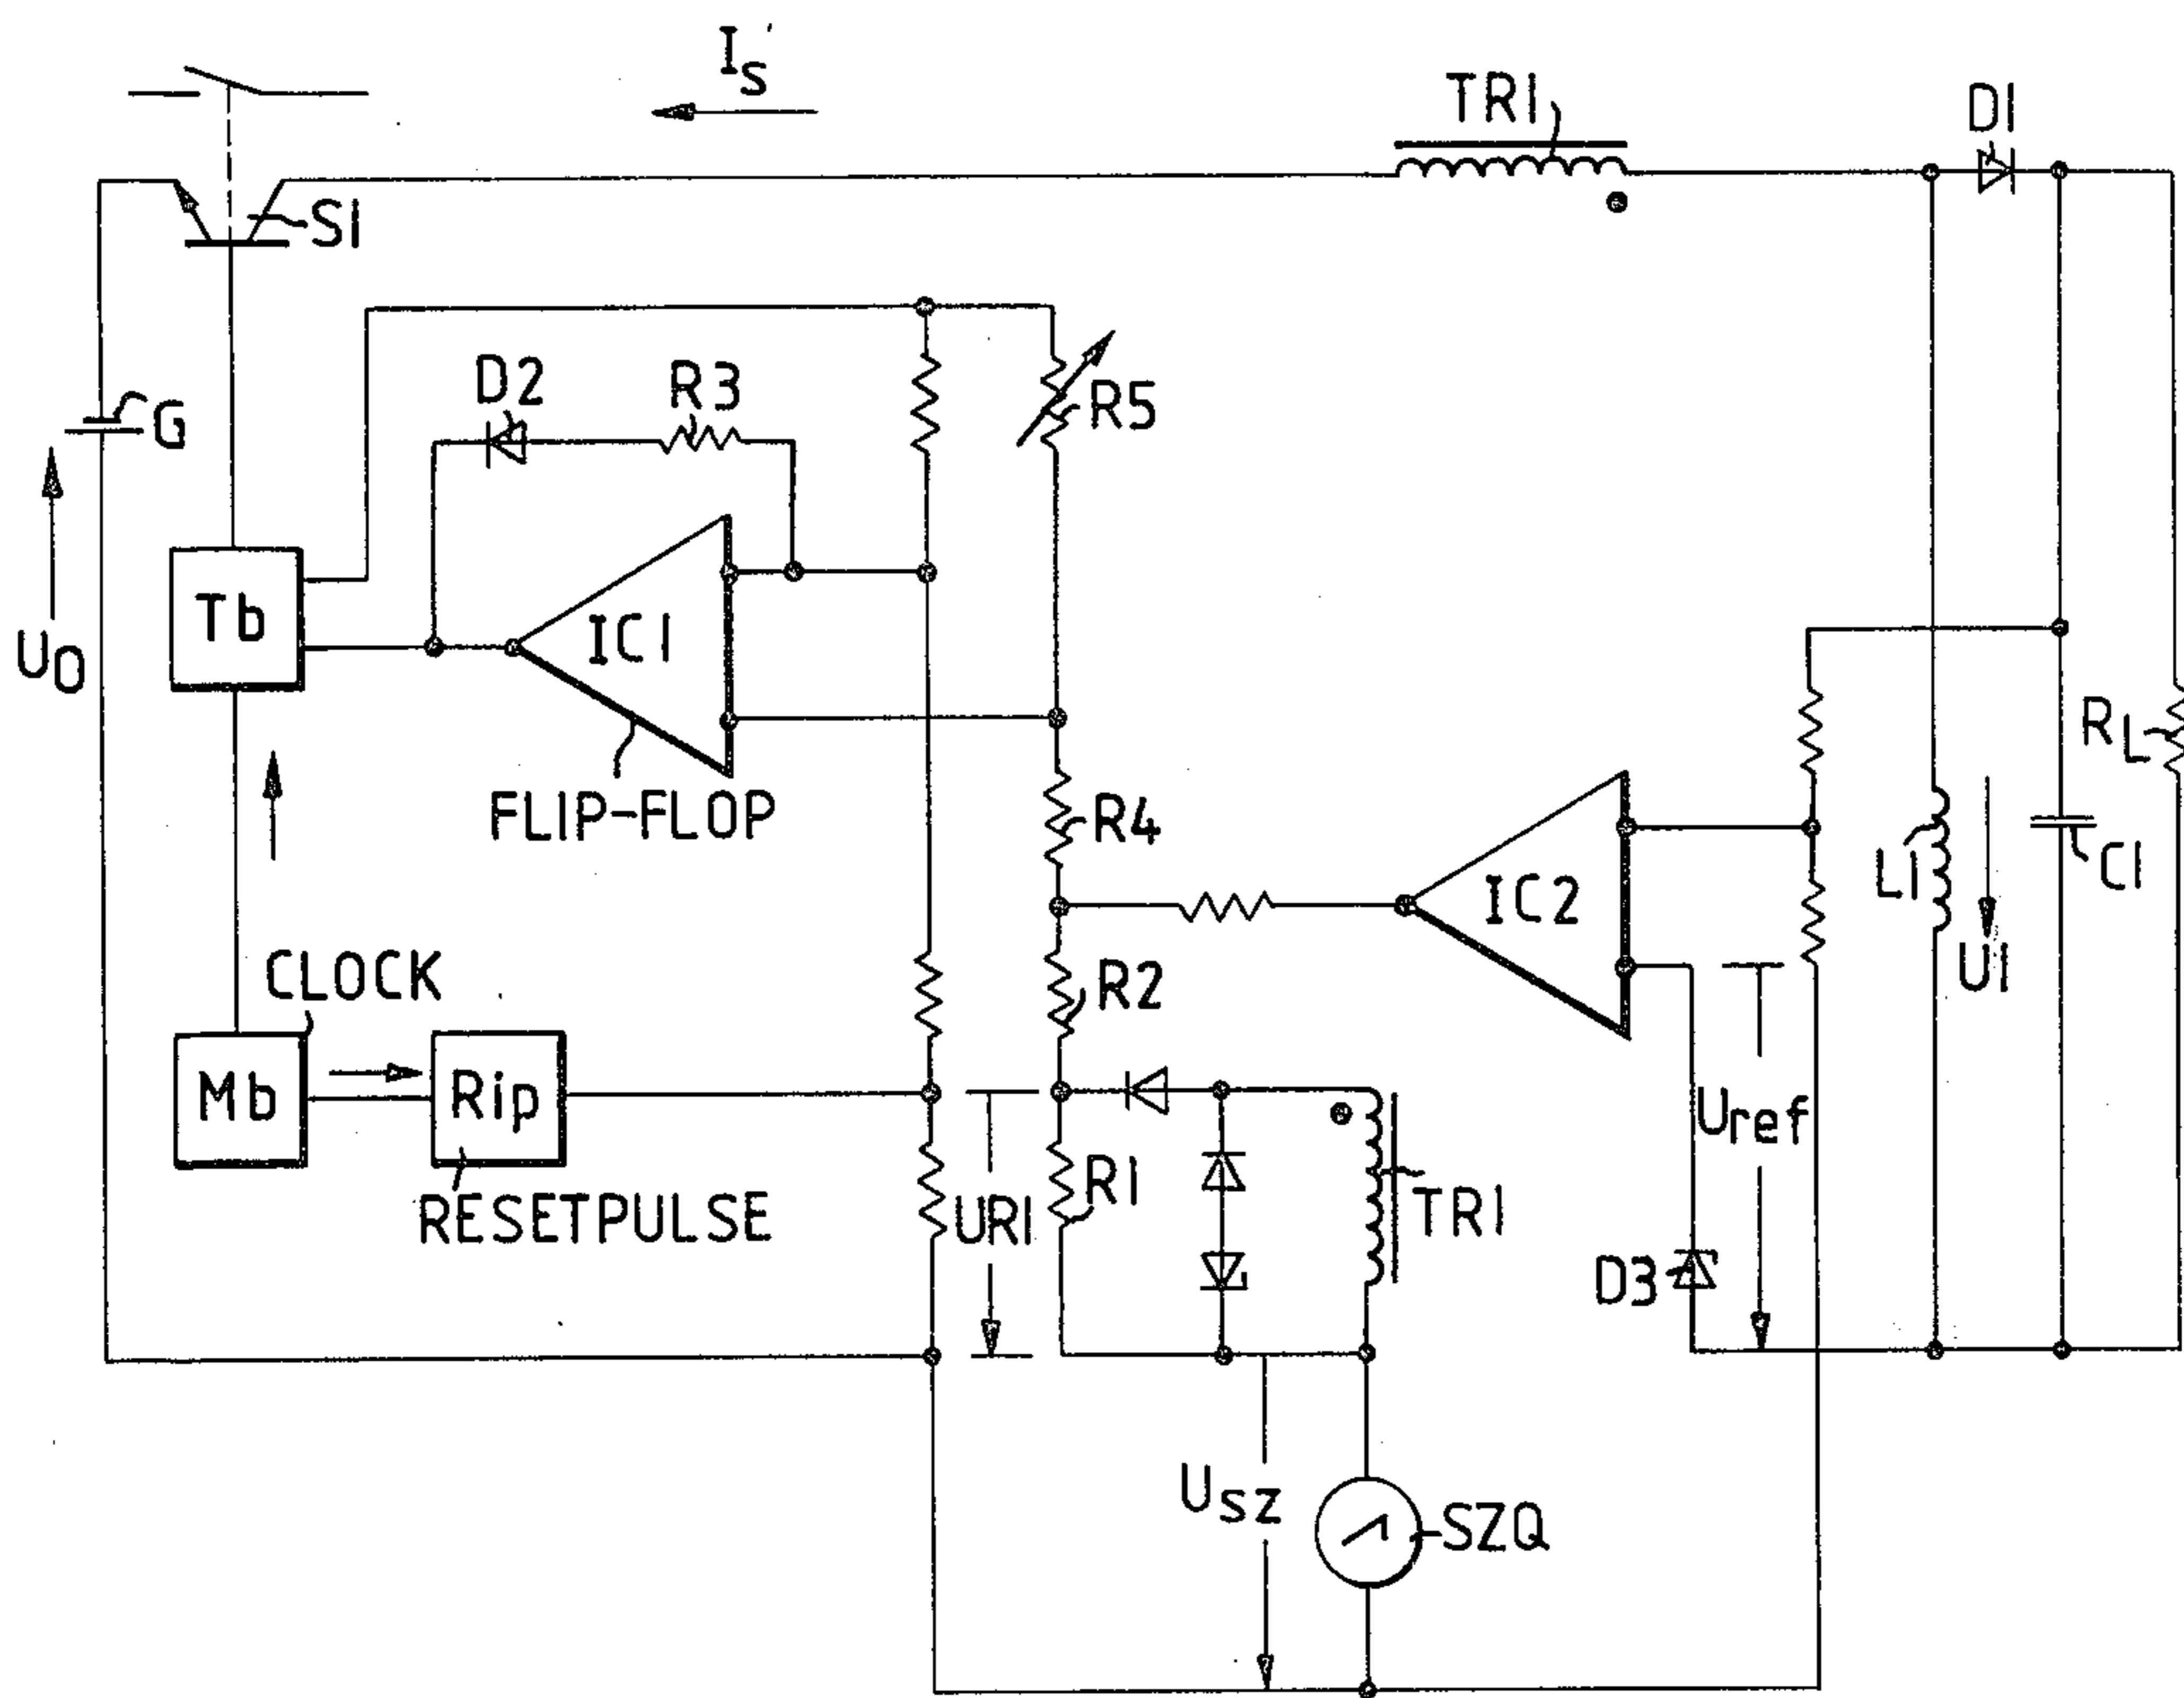 Is'
TR1
D1
S1
D2
R3
R5
G
Tb
IC1
U0
RL
FLIP-FLOP
R4
IC2
L1
C1
U1
CLOCK
R2
Mb
Rip
Uref
R1
TR1
RESETPULSE
UR1
D3
Usz
SZQ